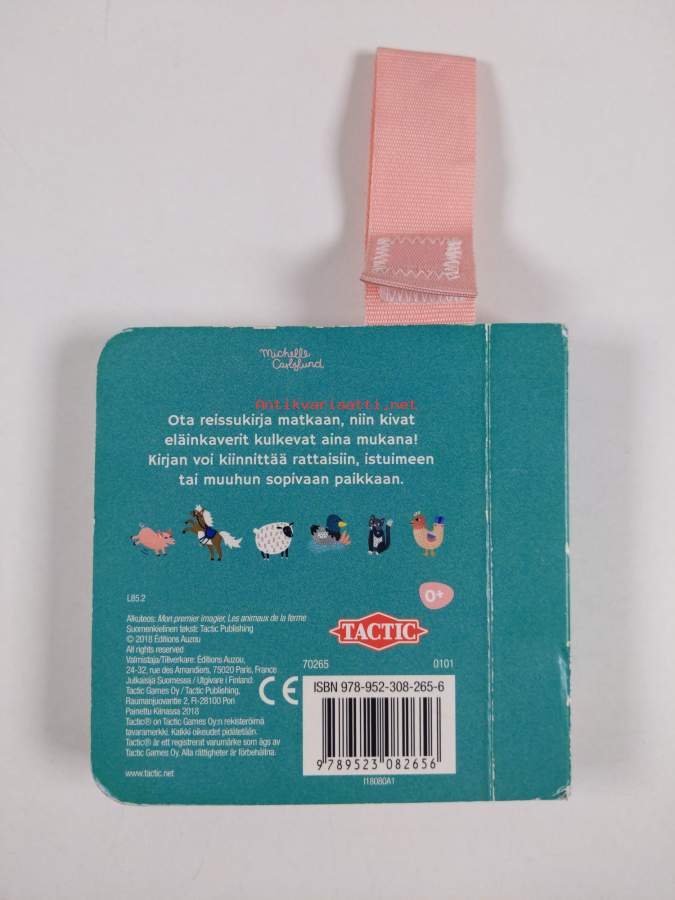 Michelle
Carlslund
Antikvariaatti.net
Ota reissukirja matkaan, niin kivat
eläinkaverit kulkevat aina mukana!
Kirjan voi kiinnittää rattaisiin, istuimeen
tai muuhun sopivaan paikkaan.
L85.2
0+
Alkuteos: Mon premier imagier, Les animaux de la ferme
Suomenkielinen teksti: Tactic Publishing
© 2018 Éditions Auzou
All rights reserved
Valmistaja/Tillverkare: Éditions Auzou,
24-32, rue des Amandiers, 75020 Paris, France
Julkaisija Suomessa / Utgivare i Finland:
Tactic Games Oy / Tactic Publishing,
Raumanjuovantie 2, FI-28100 Pori
Painettu Kiinassa 2018
Tactic® on Tactic Games Oy:n rekisteröimä
tavaramerkki. Kaikki oikeudet pidätetään.
Tactic® är ett registrerat varumärke som ägs av
Tactic Games Oy. Alla rättigheter är förbehållna.
www.tactic.net
TACTIC
70265 0101
CE
ISBN 978-952-308-265-6
9 789523 082656
I18080A1